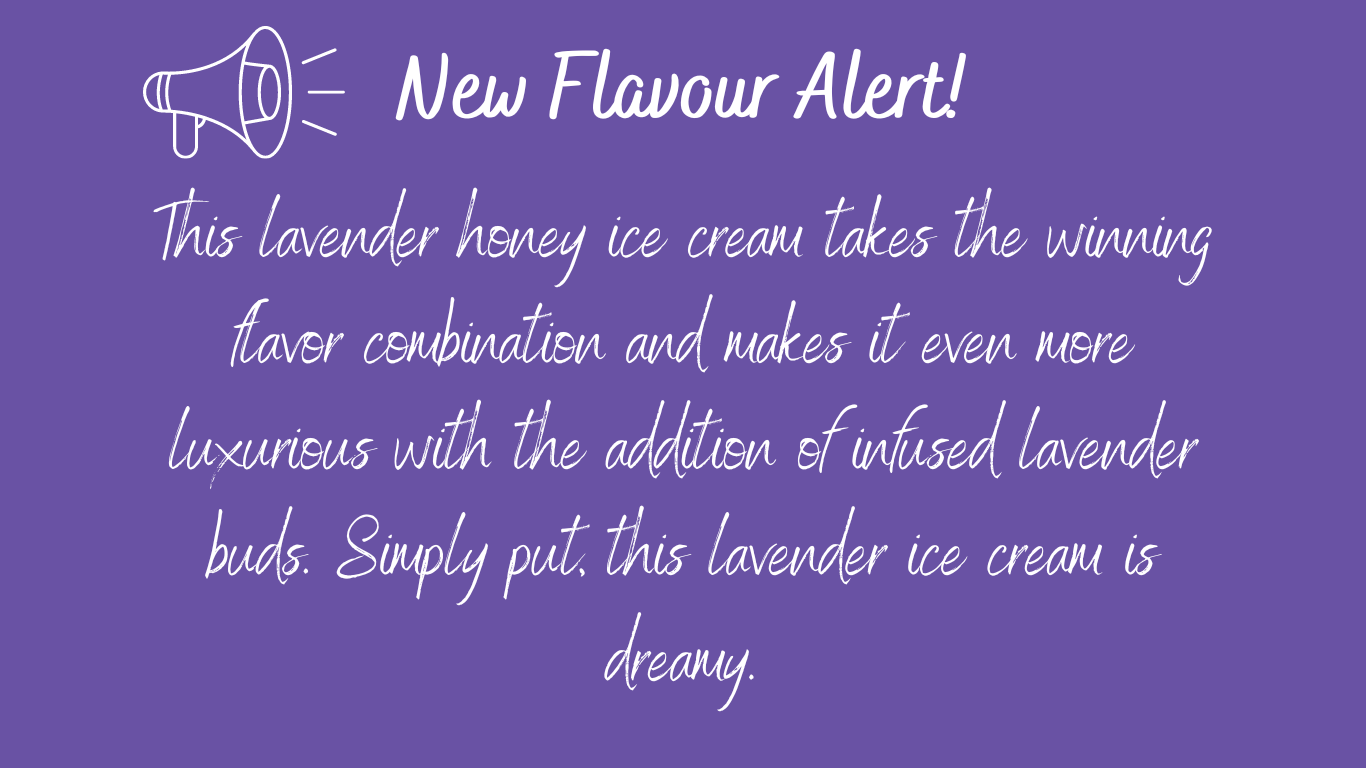 New Flavour Alert!
This lavender honey ice cream takes the winning
flavor combination and makes it even more
luxurious with the addition of infused lavender
buds. Simply put, this lavender ice cream is
dreamy.